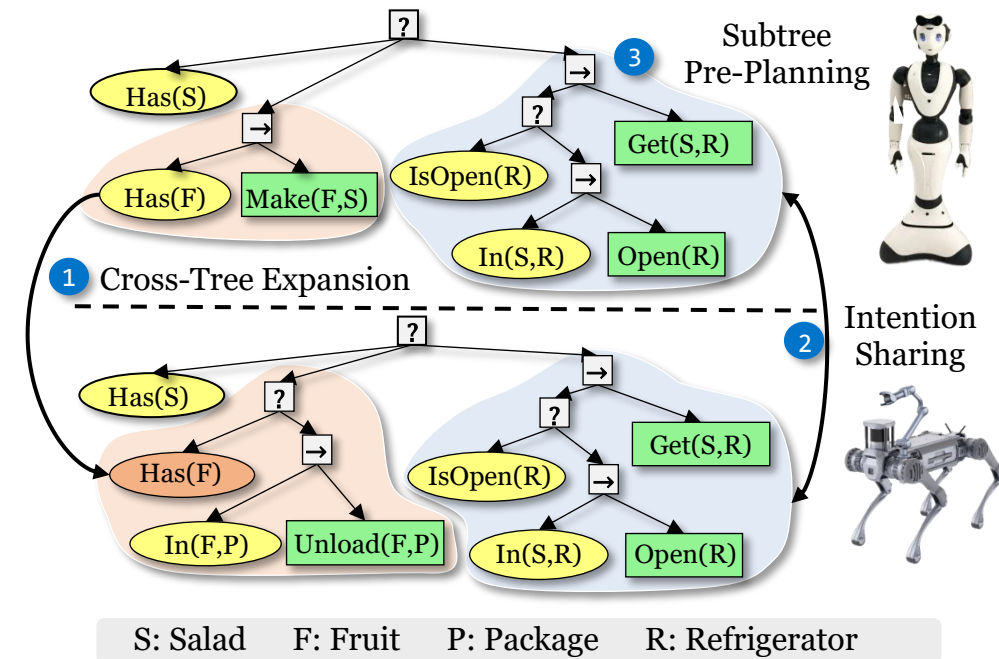 ?
Subtree
Pre-Planning
3
→
Has(S)
?
→
Get(S,R)
IsOpen(R)
→
Has(F)
Make(F,S)
In(S,R)
Open(R)
1
Cross-Tree Expansion
?
2
Intention
Sharing
→
Has(S)
?
?
Get(S,R)
→
Has(F)
IsOpen(R)
→
In(F,P)
Unload(F,P)
In(S,R)
Open(R)
S: Salad F: Fruit P: Package R: Refrigerator